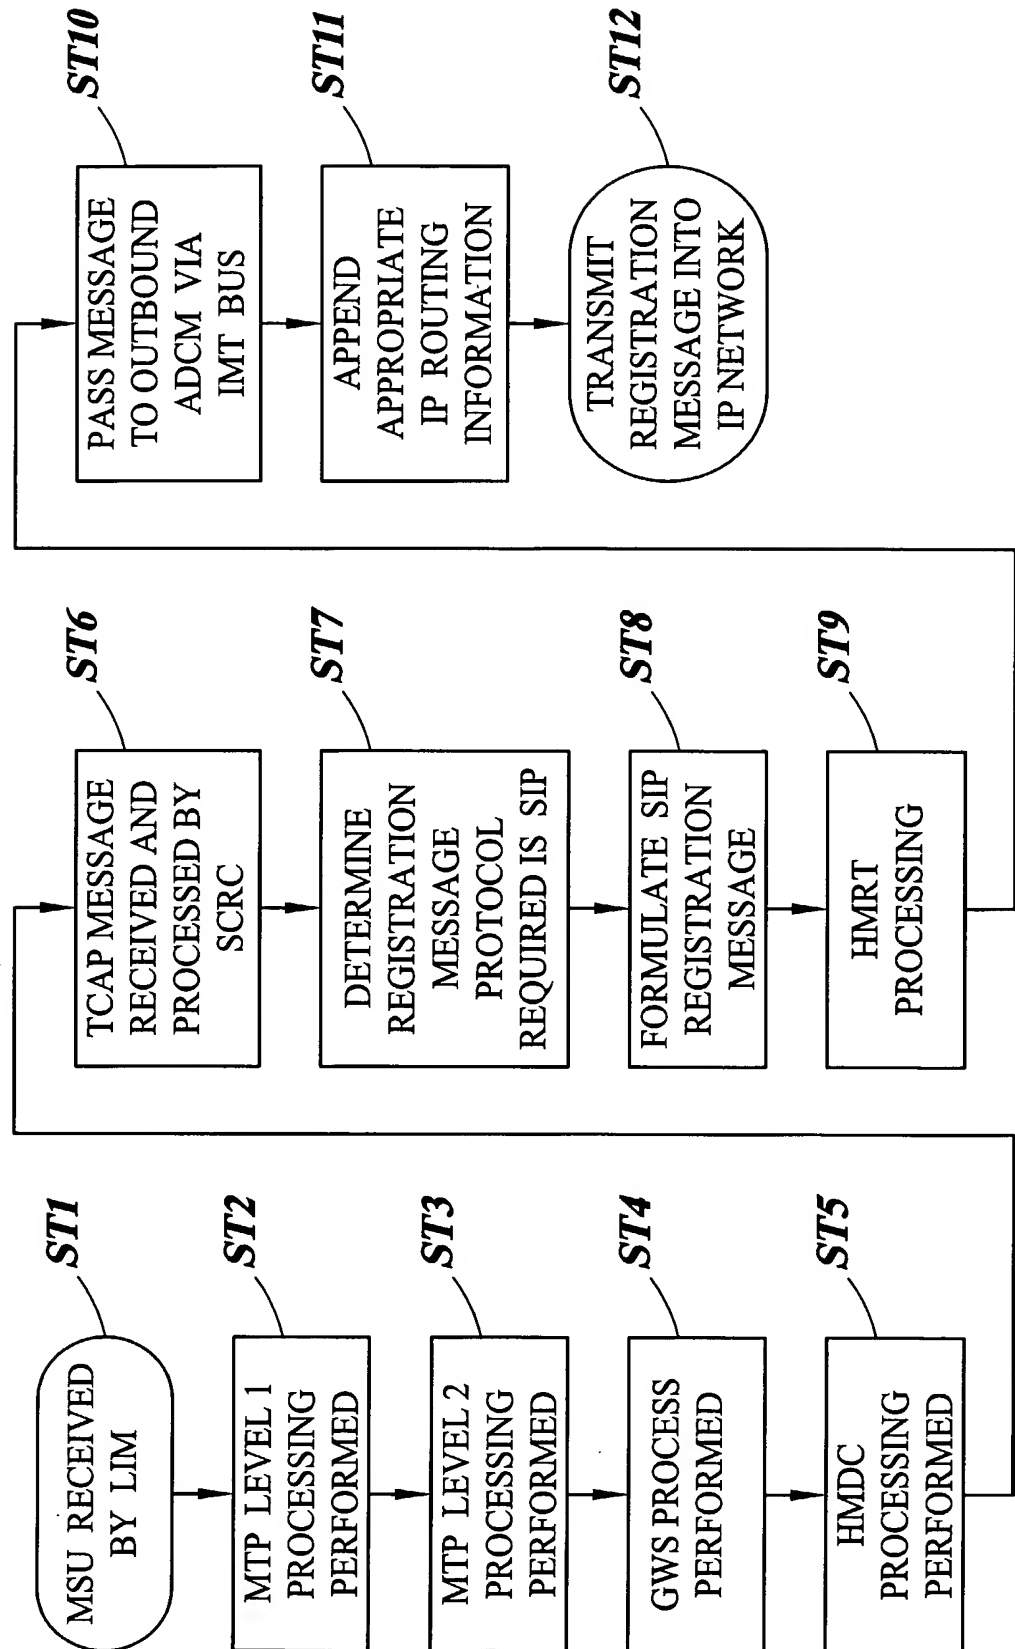 ST1
MSU RECEIVED
BY LIM
ST2
MTP LEVEL 1
PROCESSING
PERFORMED
ST3
MTP LEVEL 2
PROCESSING
PERFORMED
ST4
GWS PROCESS
PERFORMED
ST5
HMDC
PROCESSING
PERFORMED
ST6
TCAP MESSAGE
RECEIVED AND
PROCESSED BY
SCRC
ST7
DETERMINE
REGISTRATION
MESSAGE
PROTOCOL
REQUIRED IS SIP
ST8
FORMULATE SIP
REGISTRATION
MESSAGE
ST9
HMRT
PROCESSING
ST10
PASS MESSAGE
TO OUTBOUND
ADCM VIA
IMT BUS
ST11
APPEND
APPROPRIATE
IP ROUTING
INFORMATION
ST12
TRANSMIT
REGISTRATION
MESSAGE INTO
IP NETWORK